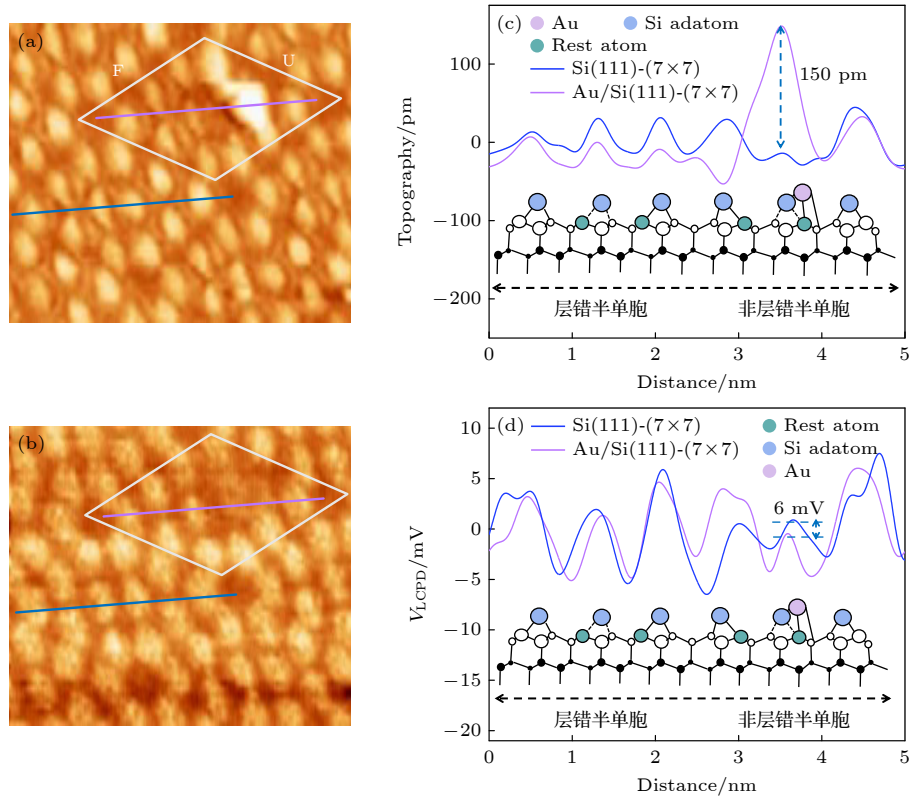 (a)
F
U
(c)
Au
Si adatom
Rest atom
Si(111)-(7×7)
Au/Si(111)-(7×7)
150 pm
100
0
−100
−200
Topography/pm
层错半单胞
非层错半单胞
0
1
2
3
4
5
Distance/nm
(b)
(d)
Si(111)-(7×7)
Au/Si(111)-(7×7)
Rest atom
Si adatom
Au
6 mV
10
5
0
−5
−10
−15
−20
V_LCPD/mV
层错半单胞
非层错半单胞
0
1
2
3
4
5
Distance/nm